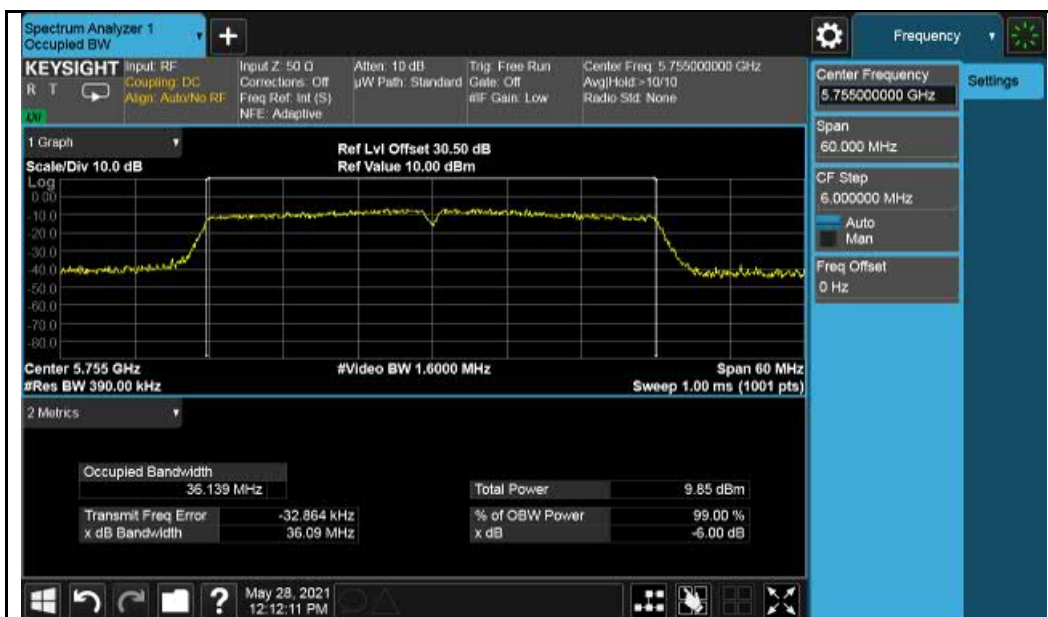 Spectrum Analyzer 1
Occupied BW
+
Frequency
KEYSIGHT
R T
Input: RF
Coupling: DC
Align: Auto/No RF
Input Z: 50 Ω
Corrections: Off
Freq Ref: Int (S)
NFE: Adaptive
Atten: 10 dB
µW Path: Standard
Trig: Free Run
Gate: Off
#IF Gain: Low
Center Freq: 5.755000000 GHz
Avg|Hold:>10/10
Radio Std: None
Center Frequency
5.755000000 GHz
Settings
Span
60.000 MHz
CF Step
6.000000 MHz
Auto
Man
Freq Offset
0 Hz
1 Graph
Scale/Div 10.0 dB
Ref Lvl Offset 30.50 dB
Ref Value 10.00 dBm
Log
0.00
-10.0
-20.0
-30.0
-40.0
-50.0
-60.0
-70.0
-80.0
Center 5.755 GHz
#Video BW 1.6000 MHz
Span 60 MHz
#Res BW 390.00 kHz
Sweep 1.00 ms (1001 pts)
2 Metrics
Occupied Bandwidth
36.139 MHz
Total Power 9.85 dBm
Transmit Freq Error -32.864 kHz
% of OBW Power 99.00 %
x dB Bandwidth 36.09 MHz
x dB -6.00 dB
?
May 28, 2021
12:12:11 PM